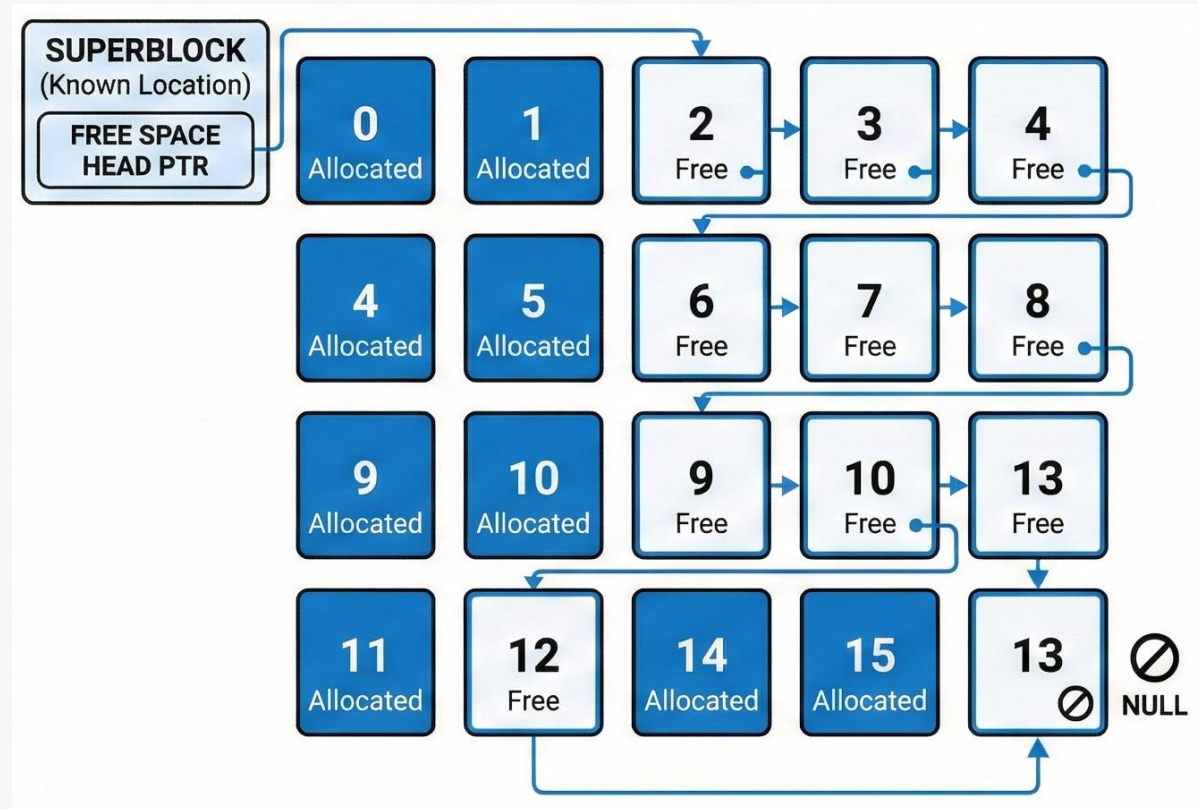 SUPERBLOCK
(Known Location)
FREE SPACE
HEAD PTR
0
Allocated
1
Allocated
2
Free
3
Free
4
Free
4
Allocated
5
Allocated
6
Free
7
Free
8
Free
9
Allocated
10
Allocated
9
Free
10
Free
13
Free
11
Allocated
12
Free
14
Allocated
15
Allocated
13
NULL